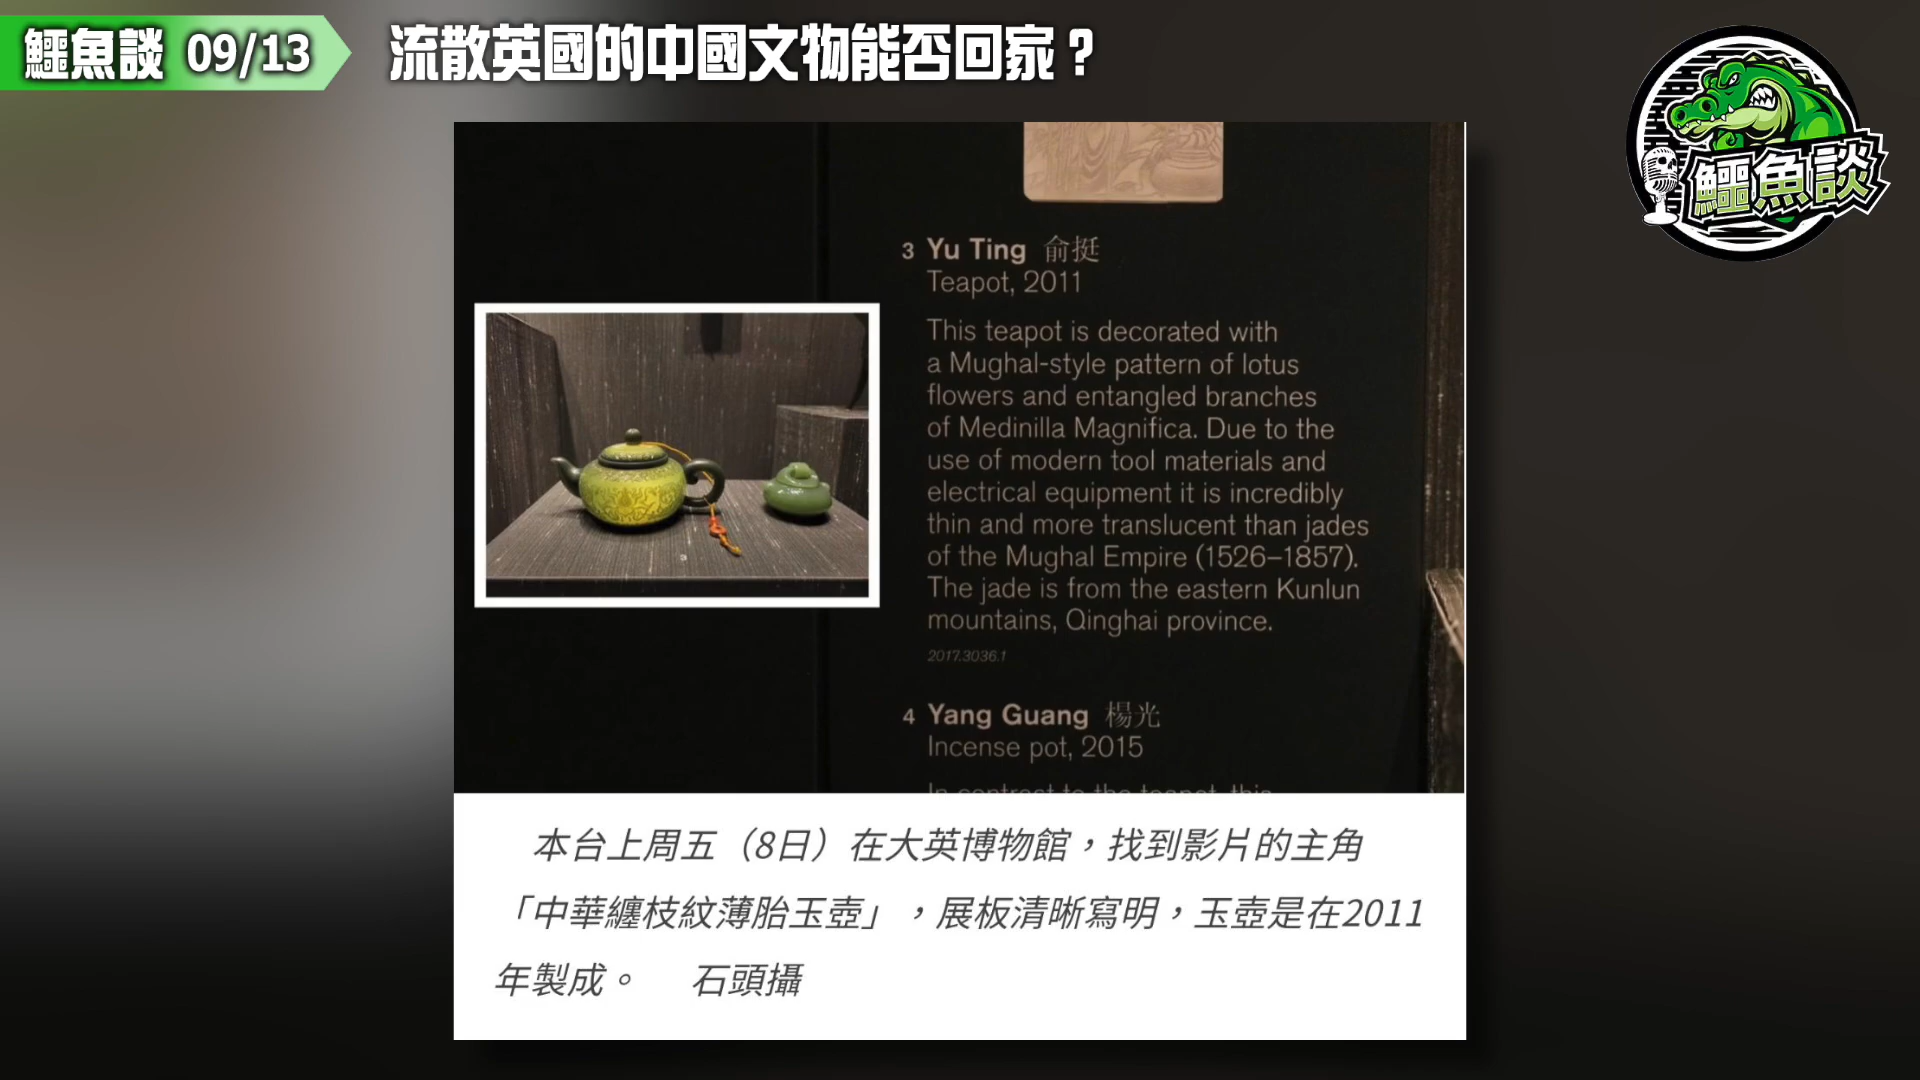 鱷魚談 09/13
流散英國的中國文物能否回家？
鱷魚談
3 Yu Ting 俞挺
Teapot, 2011
This teapot is decorated with
a Mughal-style pattern of lotus
flowers and entangled branches
of Medinilla Magnifica. Due to the
use of modern tool materials and
electrical equipment it is incredibly
thin and more translucent than jades
of the Mughal Empire (1526–1857).
The jade is from the eastern Kunlun
mountains, Qinghai province.
2017.3036.1
4 Yang Guang 楊光
Incense pot, 2015
In contrast to the teapot, this
本台上周五（8日）在大英博物館，找到影片的主角
「中華纏枝紋薄胎玉壺」，展板清晰寫明，玉壺是在2011
年製成。 石頭攝